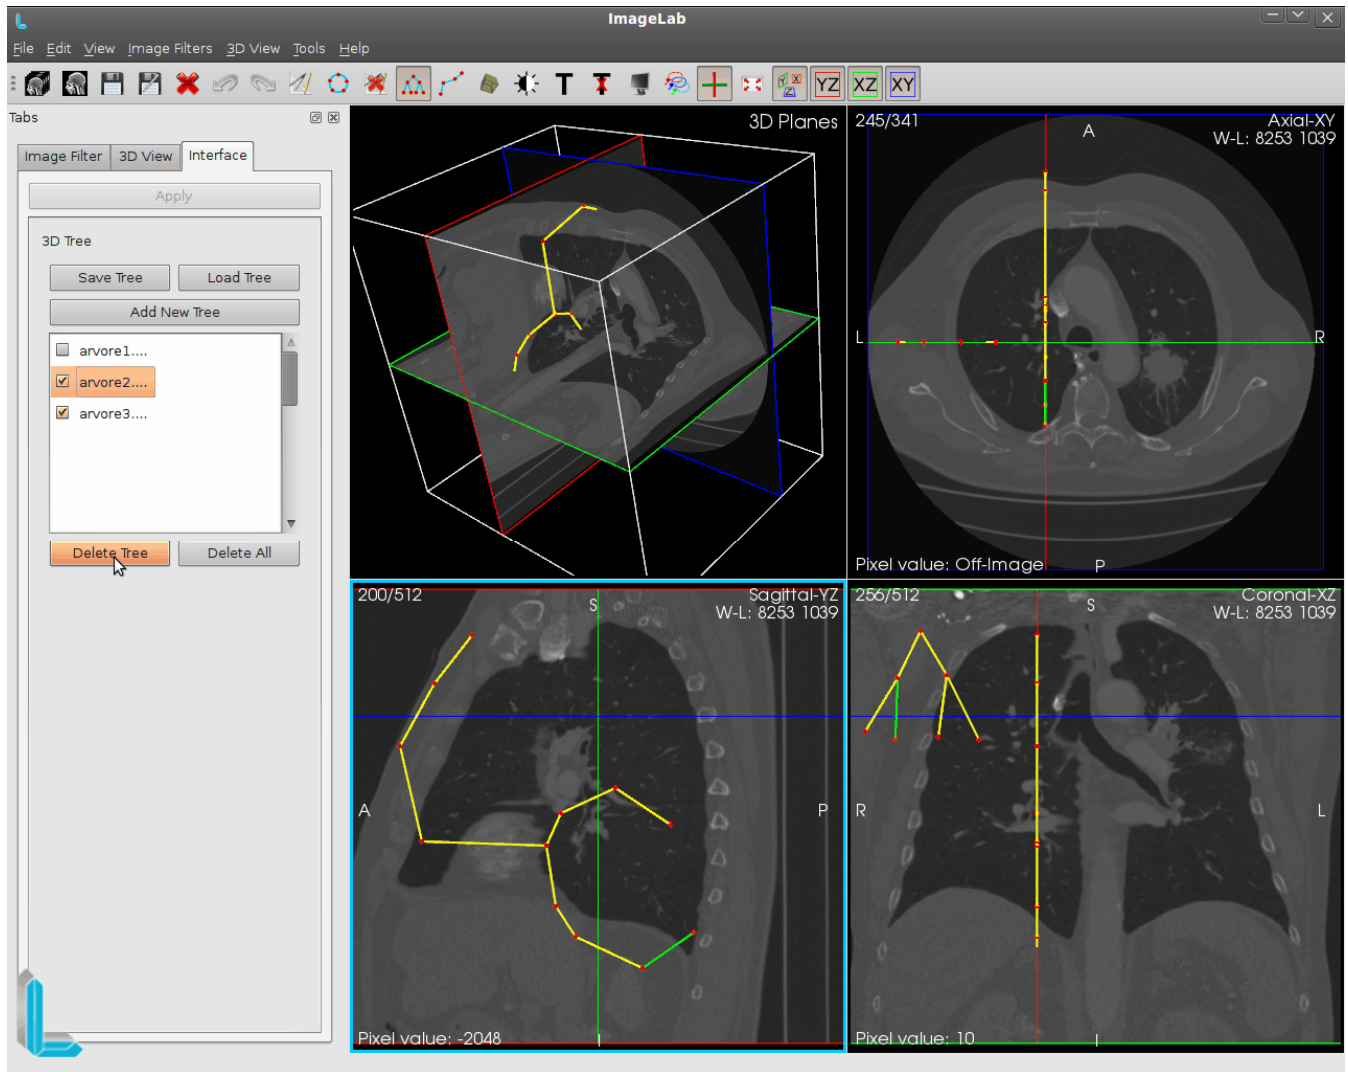 ImageLab
File Edit View Image Filters 3D View Tools Help
T T YZ XZ XY
Tabs
Image Filter 3D View Interface
Apply
3D Tree
Save Tree Load Tree
Add New Tree
arvore1....
arvore2....
arvore3....
Delete Tree Delete All
3D Planes
245/341 Axial-XY
W-L: 8253 1039
A
L R
Pixel value: Off-Image P
200/512 Sagittal-YZ
S W-L: 8253 1039
A P
Pixel value: -2048 I
256/512 Coronal-XZ
S W-L: 8253 1039
R L
Pixel value: 10 I